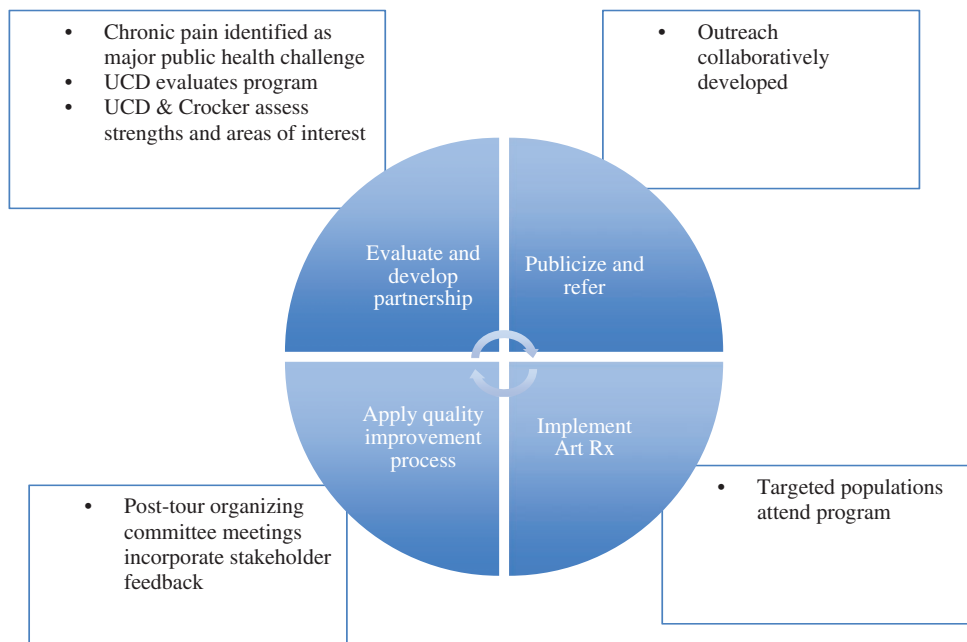 • Chronic pain identified as
major public health challenge
• UCD evaluates program
• UCD & Crocker assess
strengths and areas of interest
• Outreach
collaboratively
developed
Evaluate and
develop
partnership
Publicize and
refer
Apply quality
improvement
process
Implement
Art Rx
• Post-tour organizing
committee meetings
incorporate stakeholder
feedback
• Targeted populations
attend program